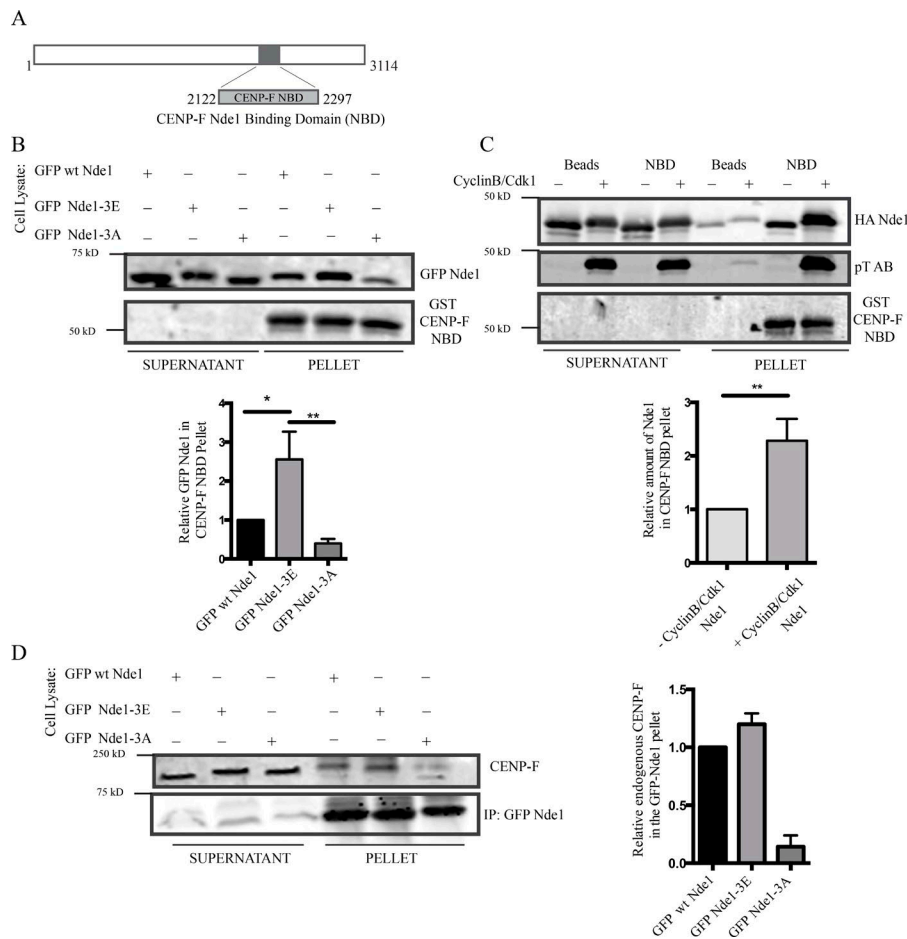 A
1
3114
2122
CENP-F NBD
2297
CENP-F Nde1 Binding Domain (NBD)
B
Cell Lysate:
GFP wt Nde1 + − − + − −
GFP Nde1-3E − + − − + −
GFP Nde1-3A − − + − − +
75 kD
GFP Nde1
50 kD
GST
CENP-F
NBD
SUPERNATANT
PELLET
Relative GFP Nde1 in
CENP-F NBD Pellet
4
3
2
1
0
*
**
GFP wt Nde1
GFP Nde1-3E
GFP Nde1-3A
C
Beads NBD Beads NBD
CyclinB/Cdk1 − + − + − + − +
50 kD
HA Nde1
pT AB
50 kD
GST
CENP-F
NBD
SUPERNATANT
PELLET
Relative amount of Nde1
in CENP-F NBD pellet
3
2
1
0
**
- CyclinB/Cdk1
Nde1
+ CyclinB/Cdk1
Nde1
D
Cell Lysate:
GFP wt Nde1 + − − + − −
GFP Nde1-3E − + − − + −
GFP Nde1-3A − − + − − +
250 kD
CENP-F
75 kD
IP: GFP Nde1
SUPERNATANT
PELLET
Relative endogenous CENP-F
in the GFP-Nde1 pellet
1.5
1.0
0.5
0.0
GFP wt Nde1
GFP Nde1-3E
GFP Nde1-3A